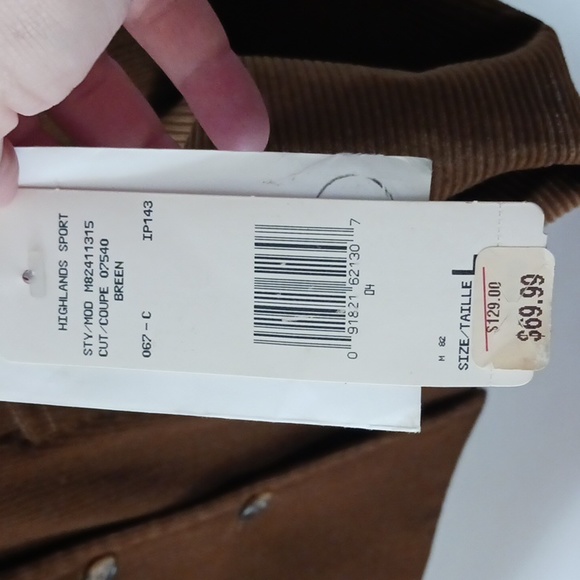 HIGHLANDS SPORT
STY/MOD M82411315
CUT/COUPE 07540
BREEN
IP143
067-C
0 91821 62130 7
04
M 82
SIZE/TAILLE L
$129.00
$69.99